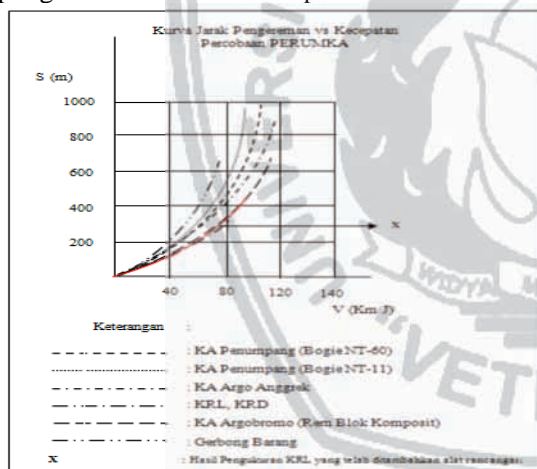 Kurva Jarak Pengereman vs Kecepatan
Percobaan PERUMKA
S (m)
1000
800
600
400
200
x
40 80 120 140
V (Km/J)
Keterangan :
: KA Penumpang (Bogie NT-60)
: KA Penumpang (Bogie NT-11)
: KA Argo Anggrek
: KRL, KRD
: KA Argobromo (Rem Blok Komposit)
: Gerbong Barang
x : Hasil Pengukuran KRL yang telah ditambahkan alat rancangan
WIDYA
"VETE